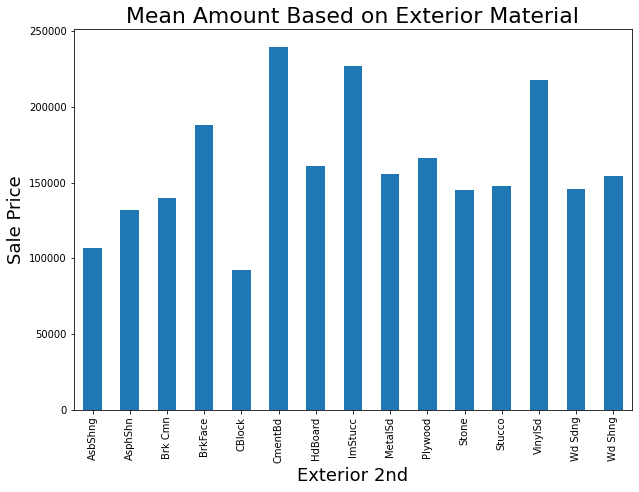 Mean Amount Based on Exterior Material
Sale Price
250000
200000
150000
100000
50000
0
AsbShng
AsphShn
Brk Cmn
BrkFace
CBlock
CmentBd
HdBoard
ImStucc
MetalSd
Plywood
Stone
Stucco
VinylSd
Wd Sdng
Wd Shng
Exterior 2nd